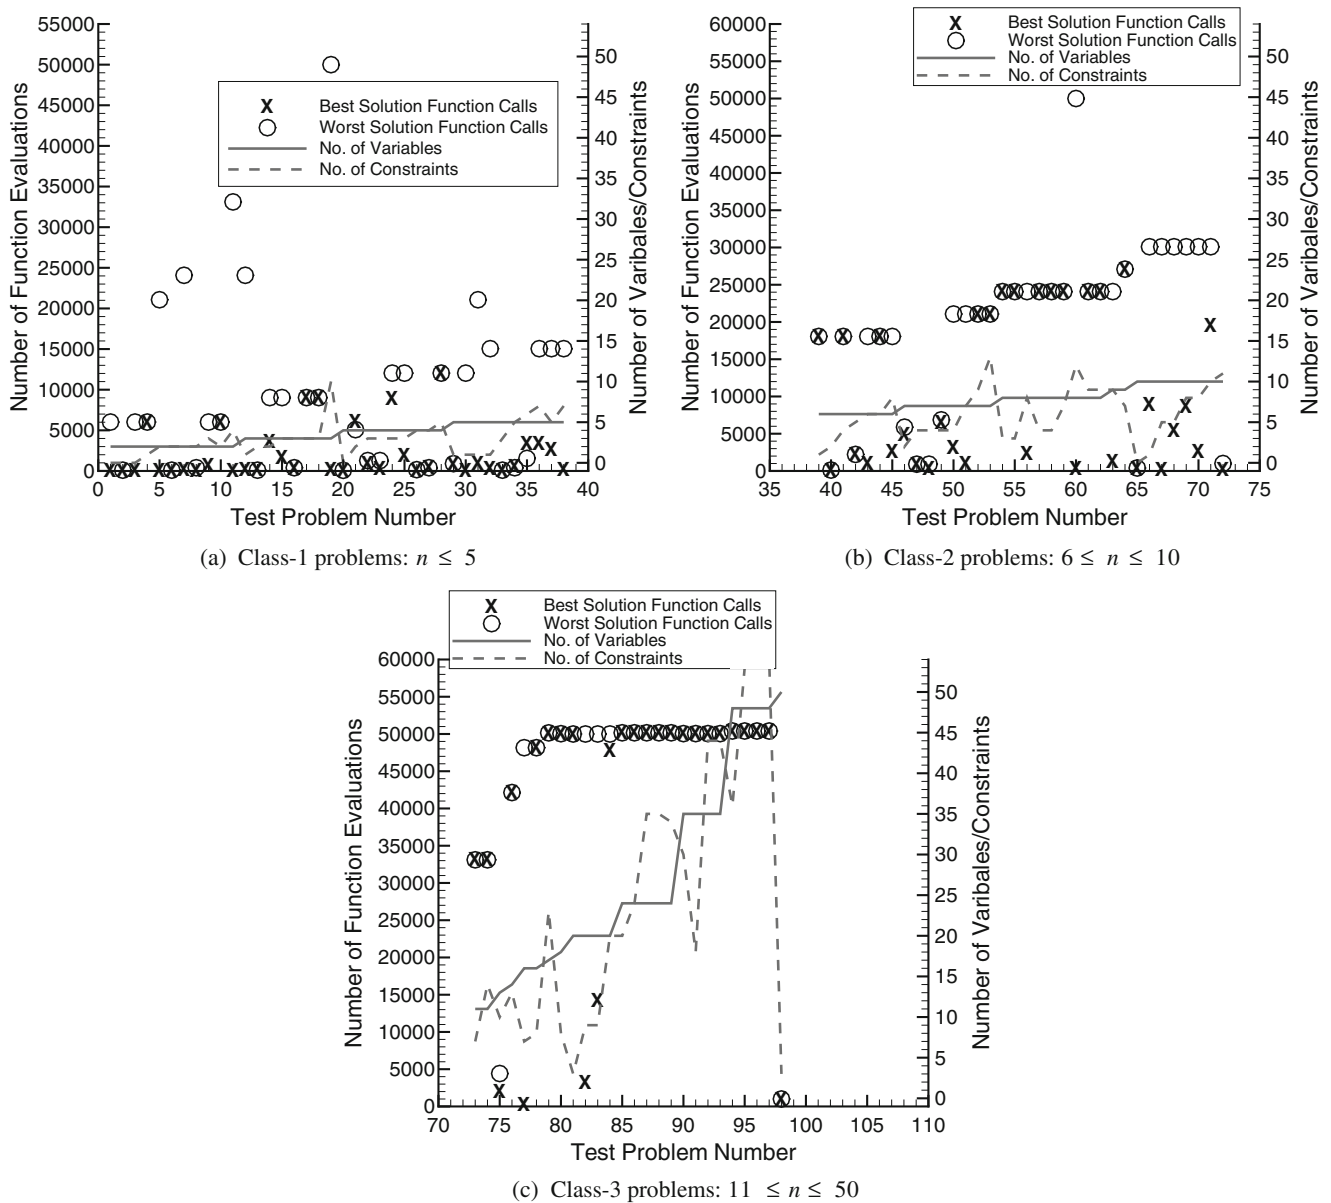 55000
50000
45000
40000
35000
30000
25000
20000
15000
10000
5000
0
Number of Function Evaluations
Best Solution Function Calls
Worst Solution Function Calls
No. of Variables
No. of Constraints
50
45
40
35
30
25
20
15
10
5
0
Number of Varibales/Constraints
0 5 10 15 20 25 30 35 40
Test Problem Number
(a) Class-1 problems: n ≤ 5
60000
55000
50000
45000
40000
35000
30000
25000
20000
15000
10000
5000
0
Number of Function Evaluations
Best Solution Function Calls
Worst Solution Function Calls
No. of Variables
No. of Constraints
50
45
40
35
30
25
20
15
10
5
0
Number of Varibales/Constraints
35 40 45 50 55 60 65 70 75
Test Problem Number
(b) Class-2 problems: 6 ≤ n ≤ 10
Best Solution Function Calls
Worst Solution Function Calls
No. of Variables
No. of Constraints
60000
55000
50000
45000
40000
35000
30000
25000
20000
15000
10000
5000
0
Number of Function Evaluations
50
45
40
35
30
25
20
15
10
5
0
Number of Varibales/Constraints
70 75 80 85 90 95 100 105 110
Test Problem Number
(c) Class-3 problems: 11 ≤ n ≤ 50